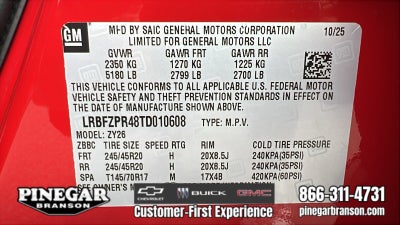 GM
MFD BY SAIC GENERAL MOTORS CORPORATION 10/25
LIMITED FOR GENERAL MOTORS LLC
GVWR GAWR FRT GAWR RR
2350 KG 1270 KG 1225 KG
5180 LB 2799 LB 2700 LB
THIS VEHICLE CONFORMS TO ALL APPLICABLE U.S. FEDERAL MOTOR
VEHICLE SAFETY AND THEFT PREVENTION STANDARDS IN EFFECT ON THE
DATE OF MANUFACTURE SHOWN ABOVE.
LRBFZPR48TD010608 TYPE: M.P.V.
MODEL: ZY26
ZBBC TIRE SIZE SPEED RTG RIM COLD TIRE PRESSURE
FRT 245/45R20 H 20X8.5J 240KPA(35PSI)
RR 245/45R20 H 20X8.5J 240KPA(35PSI)
SPA T145/70R17 M 17X4B 420KPA(60PSI)
SEE OWNER'S
PINEGAR
BRANSON
CHEVROLET BUICK GMC
Customer-First Experience
866-311-4731
pinegarbranson.com